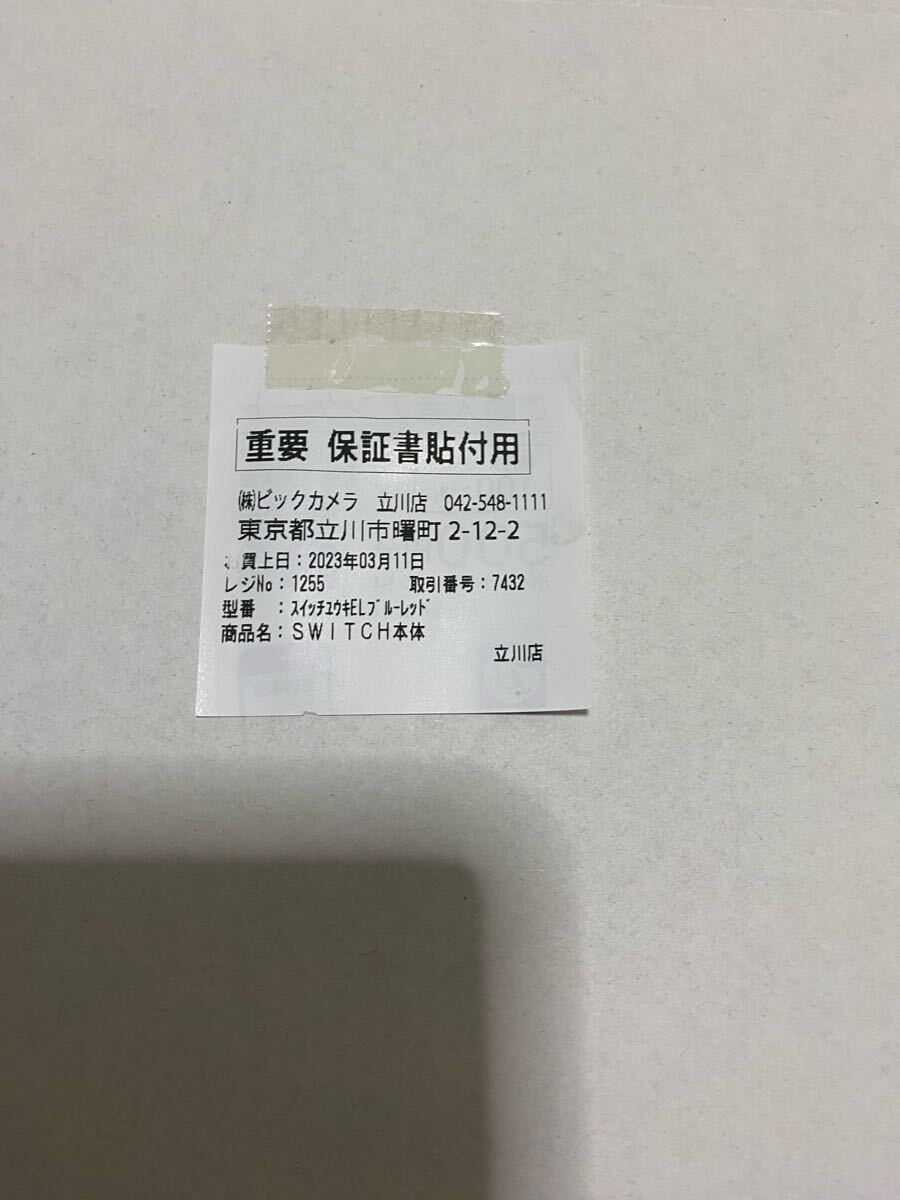 重要 保証書貼付用
㈱ビックカメラ 立川店 042-548-1111
東京都立川市曙町2-12-2
お買上日:2023年03月11日
レジNo:1255 取引番号:7432
型番 :ｽｲｯﾁﾕｳｷELﾌﾞﾙｰﾚｯﾄﾞ
商品名:SWITCH本体
立川店